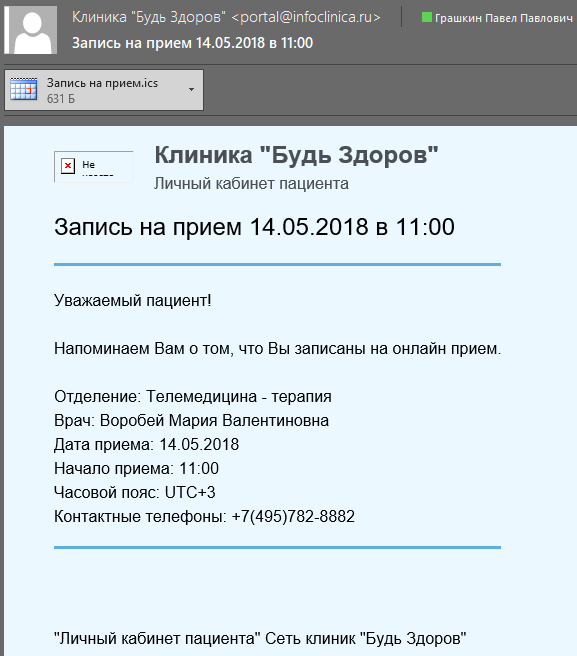 Клиника "Будь Здоров" <portal@infoclinica.ru>
Грашкин Павел Павлович
Запись на прием 14.05.2018 в 11:00
Запись на прием.ics
631 Б
Не
Клиника "Будь Здоров"
Личный кабинет пациента
Запись на прием 14.05.2018 в 11:00
Уважаемый пациент!
Напоминаем Вам о том, что Вы записаны на онлайн прием.
Отделение: Телемедицина - терапия
Врач: Воробей Мария Валентиновна
Дата приема: 14.05.2018
Начало приема: 11:00
Часовой пояс: UTC+3
Контактные телефоны: +7(495)782-8882
"Личный кабинет пациента" Сеть клиник "Будь Здоров"